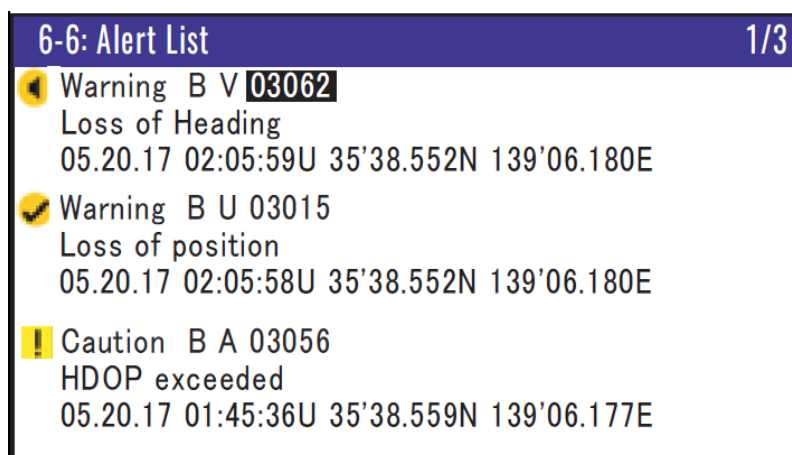 6-6: Alert List 1/3
Warning B V 03062
Loss of Heading
05.20.17 02:05:59U 35'38.552N 139'06.180E
Warning B U 03015
Loss of position
05.20.17 02:05:58U 35'38.552N 139'06.180E
! Caution B A 03056
HDOP exceeded
05.20.17 01:45:36U 35'38.559N 139'06.177E